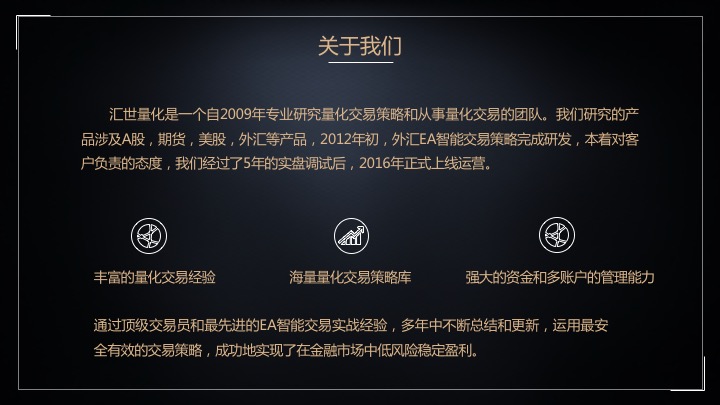 关于我们
汇世量化是一个自2009年专业研究量化交易策略和从事量化交易的团队。我们研究的产
品涉及A股，期货，美股，外汇等产品，2012年初，外汇EA智能交易策略完成研发，本着对客
户负责的态度，我们经过了5年的实盘调试后，2016年正式上线运营。
丰富的量化交易经验
海量量化交易策略库
强大的资金和多账户的管理能力
通过顶级交易员和最先进的EA智能交易实战经验，多年中不断总结和更新，运用最安
全有效的交易策略，成功地实现了在金融市场中低风险稳定盈利。